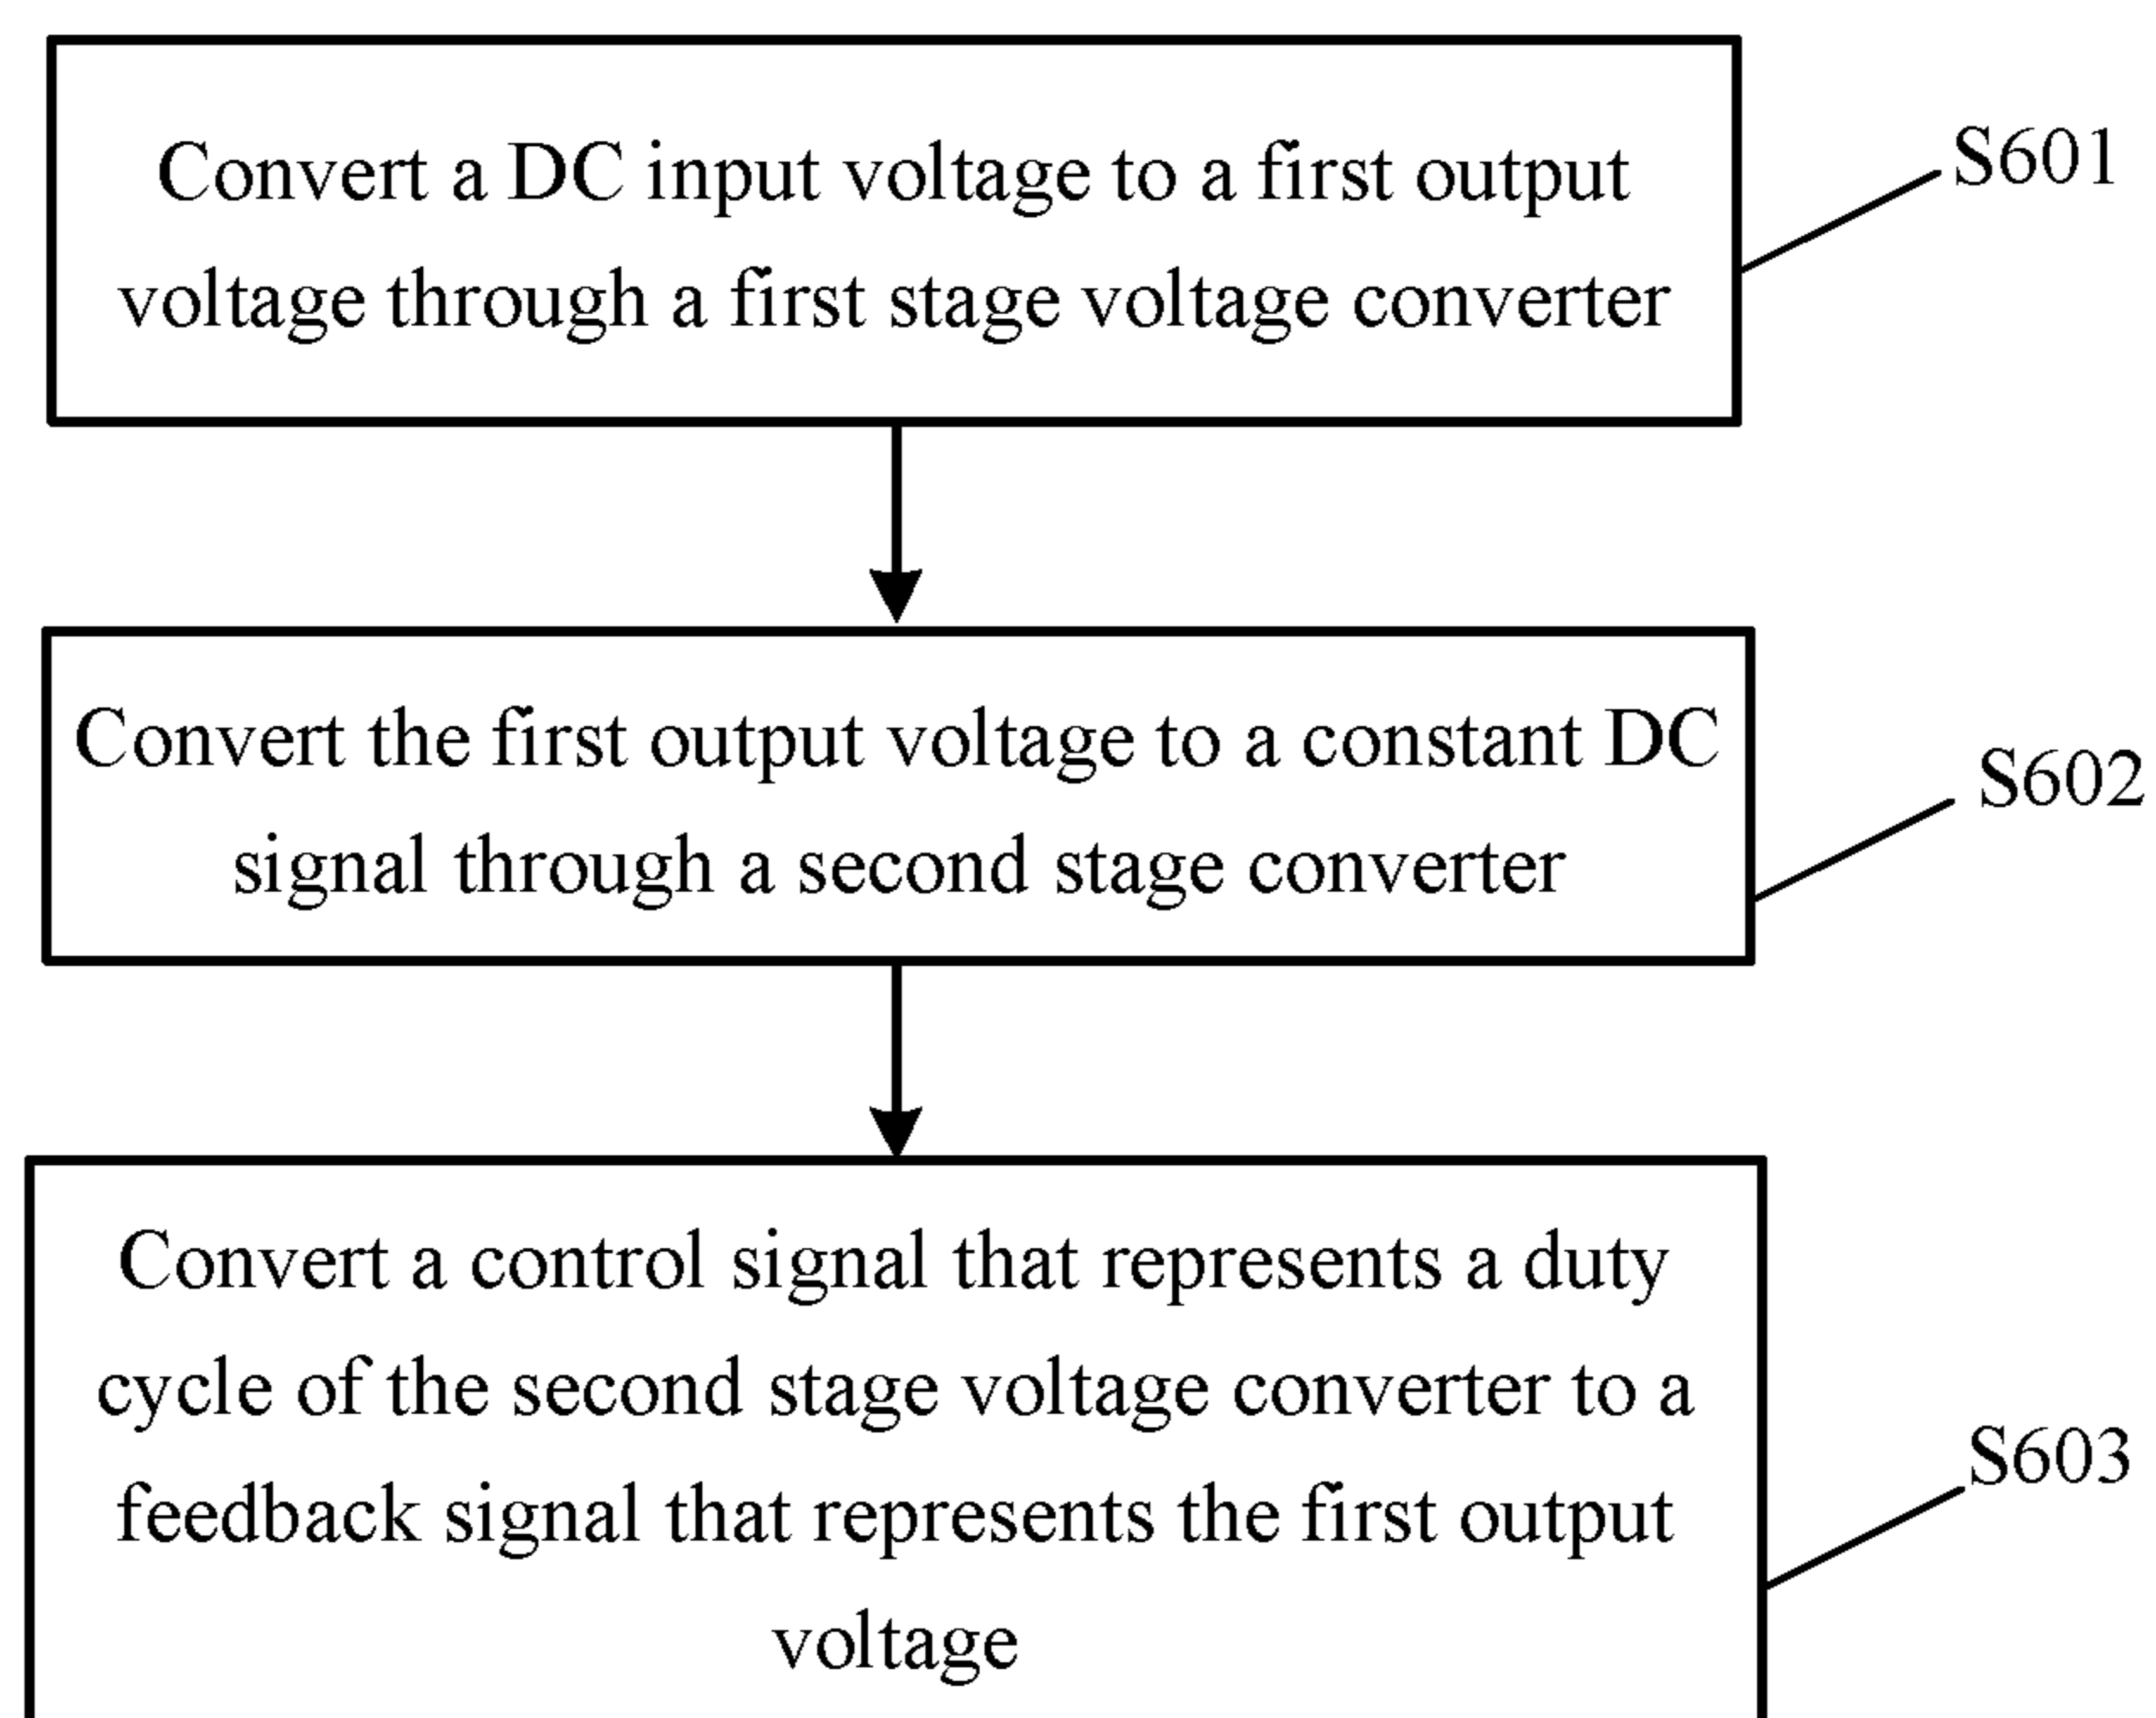 Convert a DC input voltage to a first output
voltage through a first stage voltage converter
S601
Convert the first output voltage to a constant DC
signal through a second stage converter
S602
Convert a control signal that represents a duty
cycle of the second stage voltage converter to a
feedback signal that represents the first output
voltage
S603